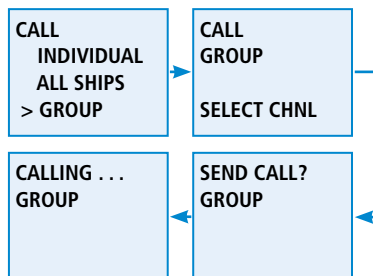 CALL
INDIVIDUAL
ALL SHIPS
> GROUP
CALL
GROUP
SELECT CHNL
CALLING . . .
GROUP
SEND CALL?
GROUP